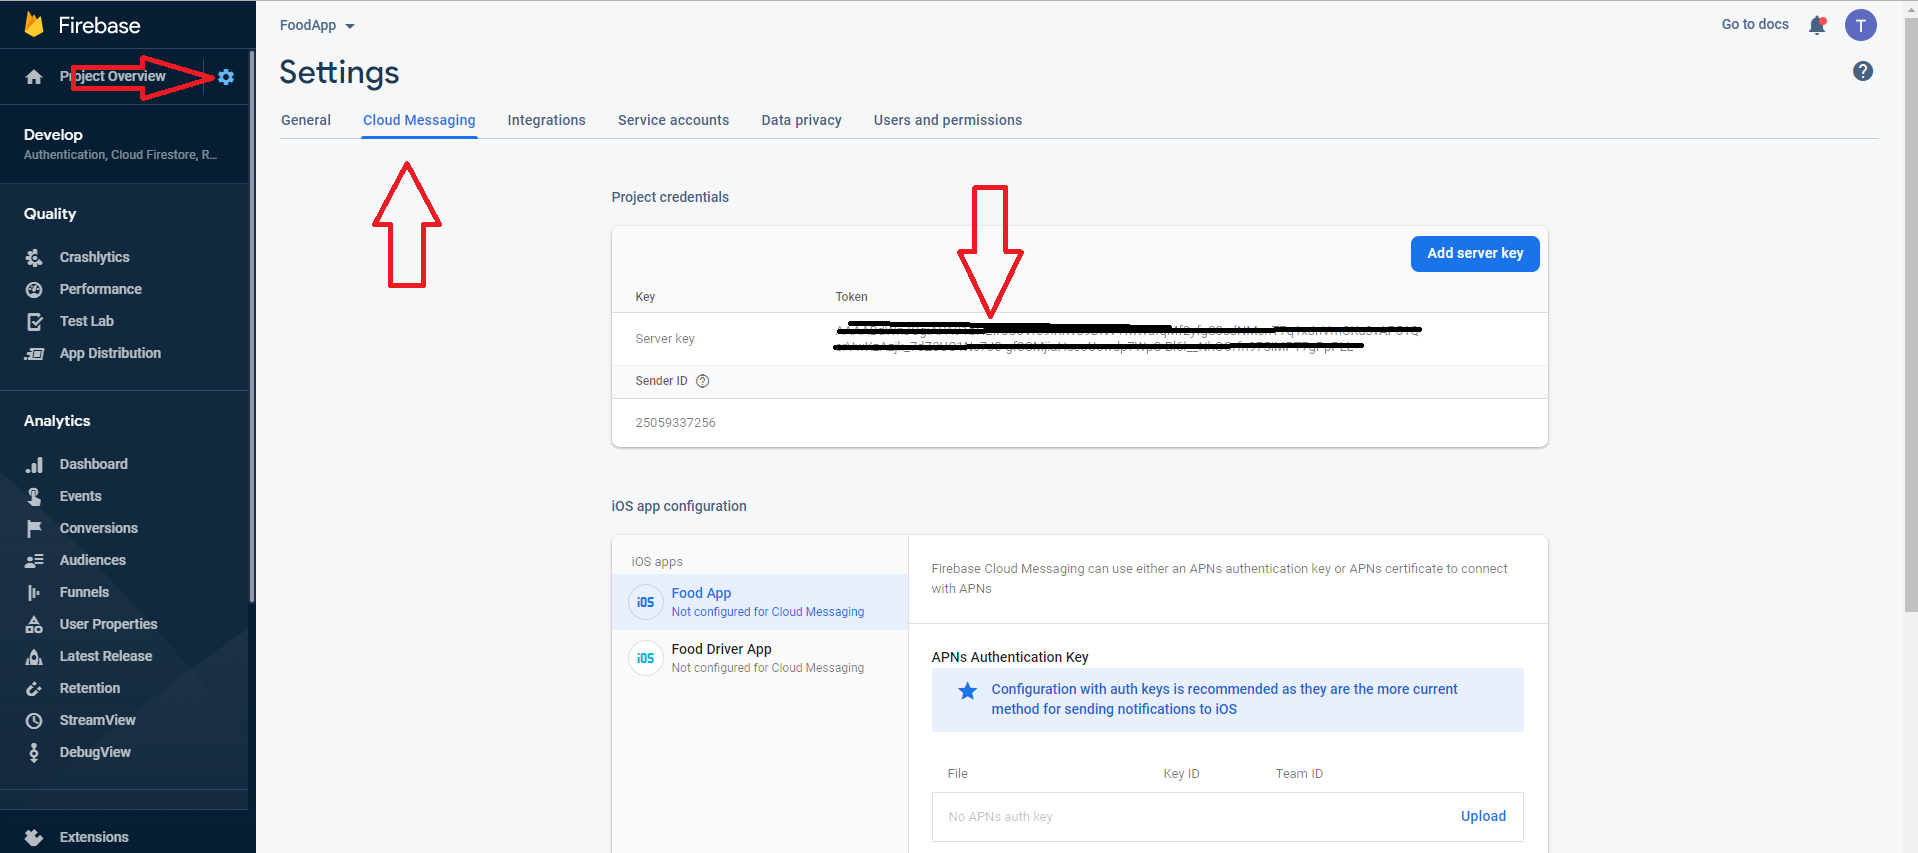 Firebase
Project Overview
Develop
Authentication, Cloud Firestore, R...
Quality
Crashlytics
Performance
Test Lab
App Distribution
Analytics
Dashboard
Events
Conversions
Audiences
Funnels
User Properties
Latest Release
Retention
StreamView
DebugView
Extensions
FoodApp
Go to docs
T
Settings
General Cloud Messaging Integrations Service accounts Data privacy Users and permissions
Project credentials
Add server key
Key Token
Server key
Sender ID
25059337256
iOS app configuration
iOS apps
iOS Food App
Not configured for Cloud Messaging
iOS Food Driver App
Not configured for Cloud Messaging
Firebase Cloud Messaging can use either an APNs authentication key or APNs certificate to connect
with APNs
APNs Authentication Key
Configuration with auth keys is recommended as they are the more current
method for sending notifications to iOS
File Key ID Team ID
No APNs auth key Upload